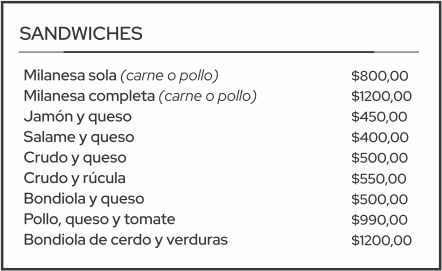 SANDWICHES
Milanesa sola (carne o pollo) $800,00
Milanesa completa (carne o pollo) $1200,00
Jamón y queso $450,00
Salame y queso $400,00
Crudo y queso $500,00
Crudo y rúcula $550,00
Bondiola y queso $500,00
Pollo, queso y tomate $990,00
Bondiola de cerdo y verduras $1200,00